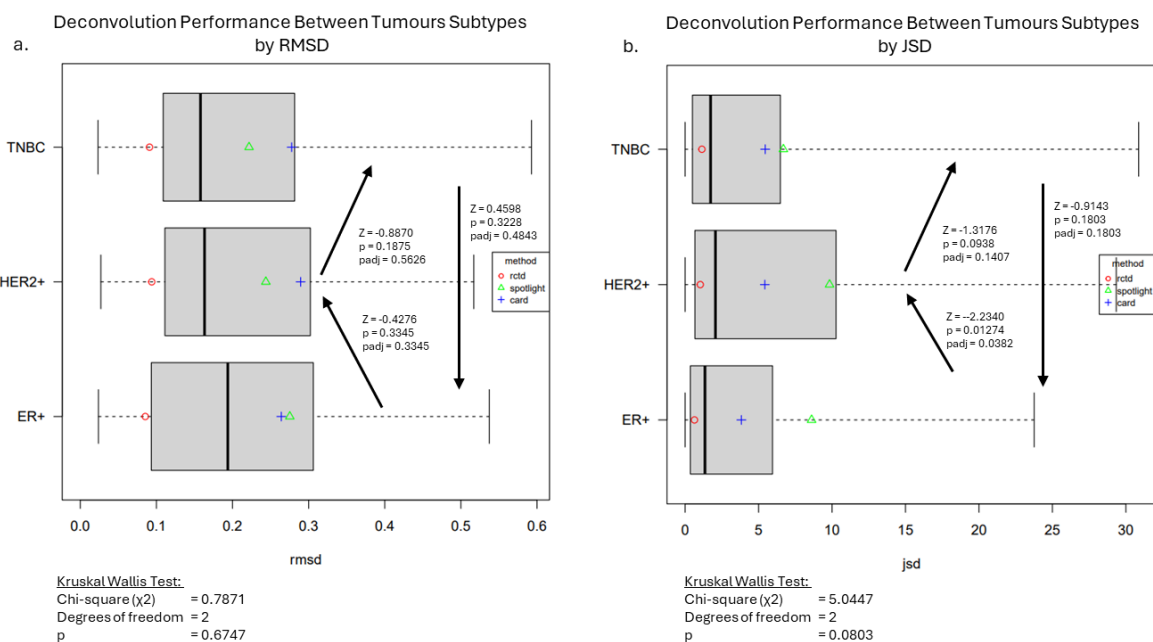 Deconvolution Performance Between Tumours Subtypes
by RMSD
a.
TNBC
HER2+
ER+
Z = -0.8870
p = 0.1875
padj = 0.5626
Z = 0.4598
p = 0.3228
padj = 0.4843
Z = -0.4276
p = 0.3345
padj = 0.3345
method
rctd
spotlight
card
0.0 0.1 0.2 0.3 0.4 0.5 0.6
rmsd
Kruskal Wallis Test:
Chi-square (χ2) = 0.7871
Degrees of freedom = 2
p = 0.6747
Deconvolution Performance Between Tumours Subtypes
by JSD
b.
TNBC
HER2+
ER+
Z = -1.3176
p = 0.0938
padj = 0.1407
Z = -0.9143
p = 0.1803
padj = 0.1803
Z = --2.2340
p = 0.01274
padj = 0.0382
method
rctd
spotlight
card
0 5 10 15 20 25 30
jsd
Kruskal Wallis Test:
Chi-square (χ2) = 5.0447
Degrees of freedom = 2
p = 0.0803